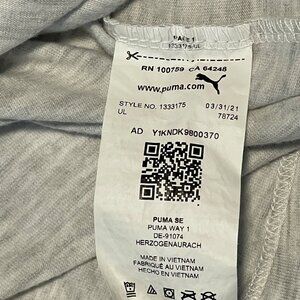 RN 100759 CA 64245
www.puma.com
STYLE NO. 1333175 03/31/21
UL 78724
AD Y1KNDK9800370
PUMA SE
PUMA WAY 1
DE-91074
HERZOGENAURACH
MADE IN VIETNAM
FABRIQUÉ AU VIETNAM
HECHO EN VIETNAM